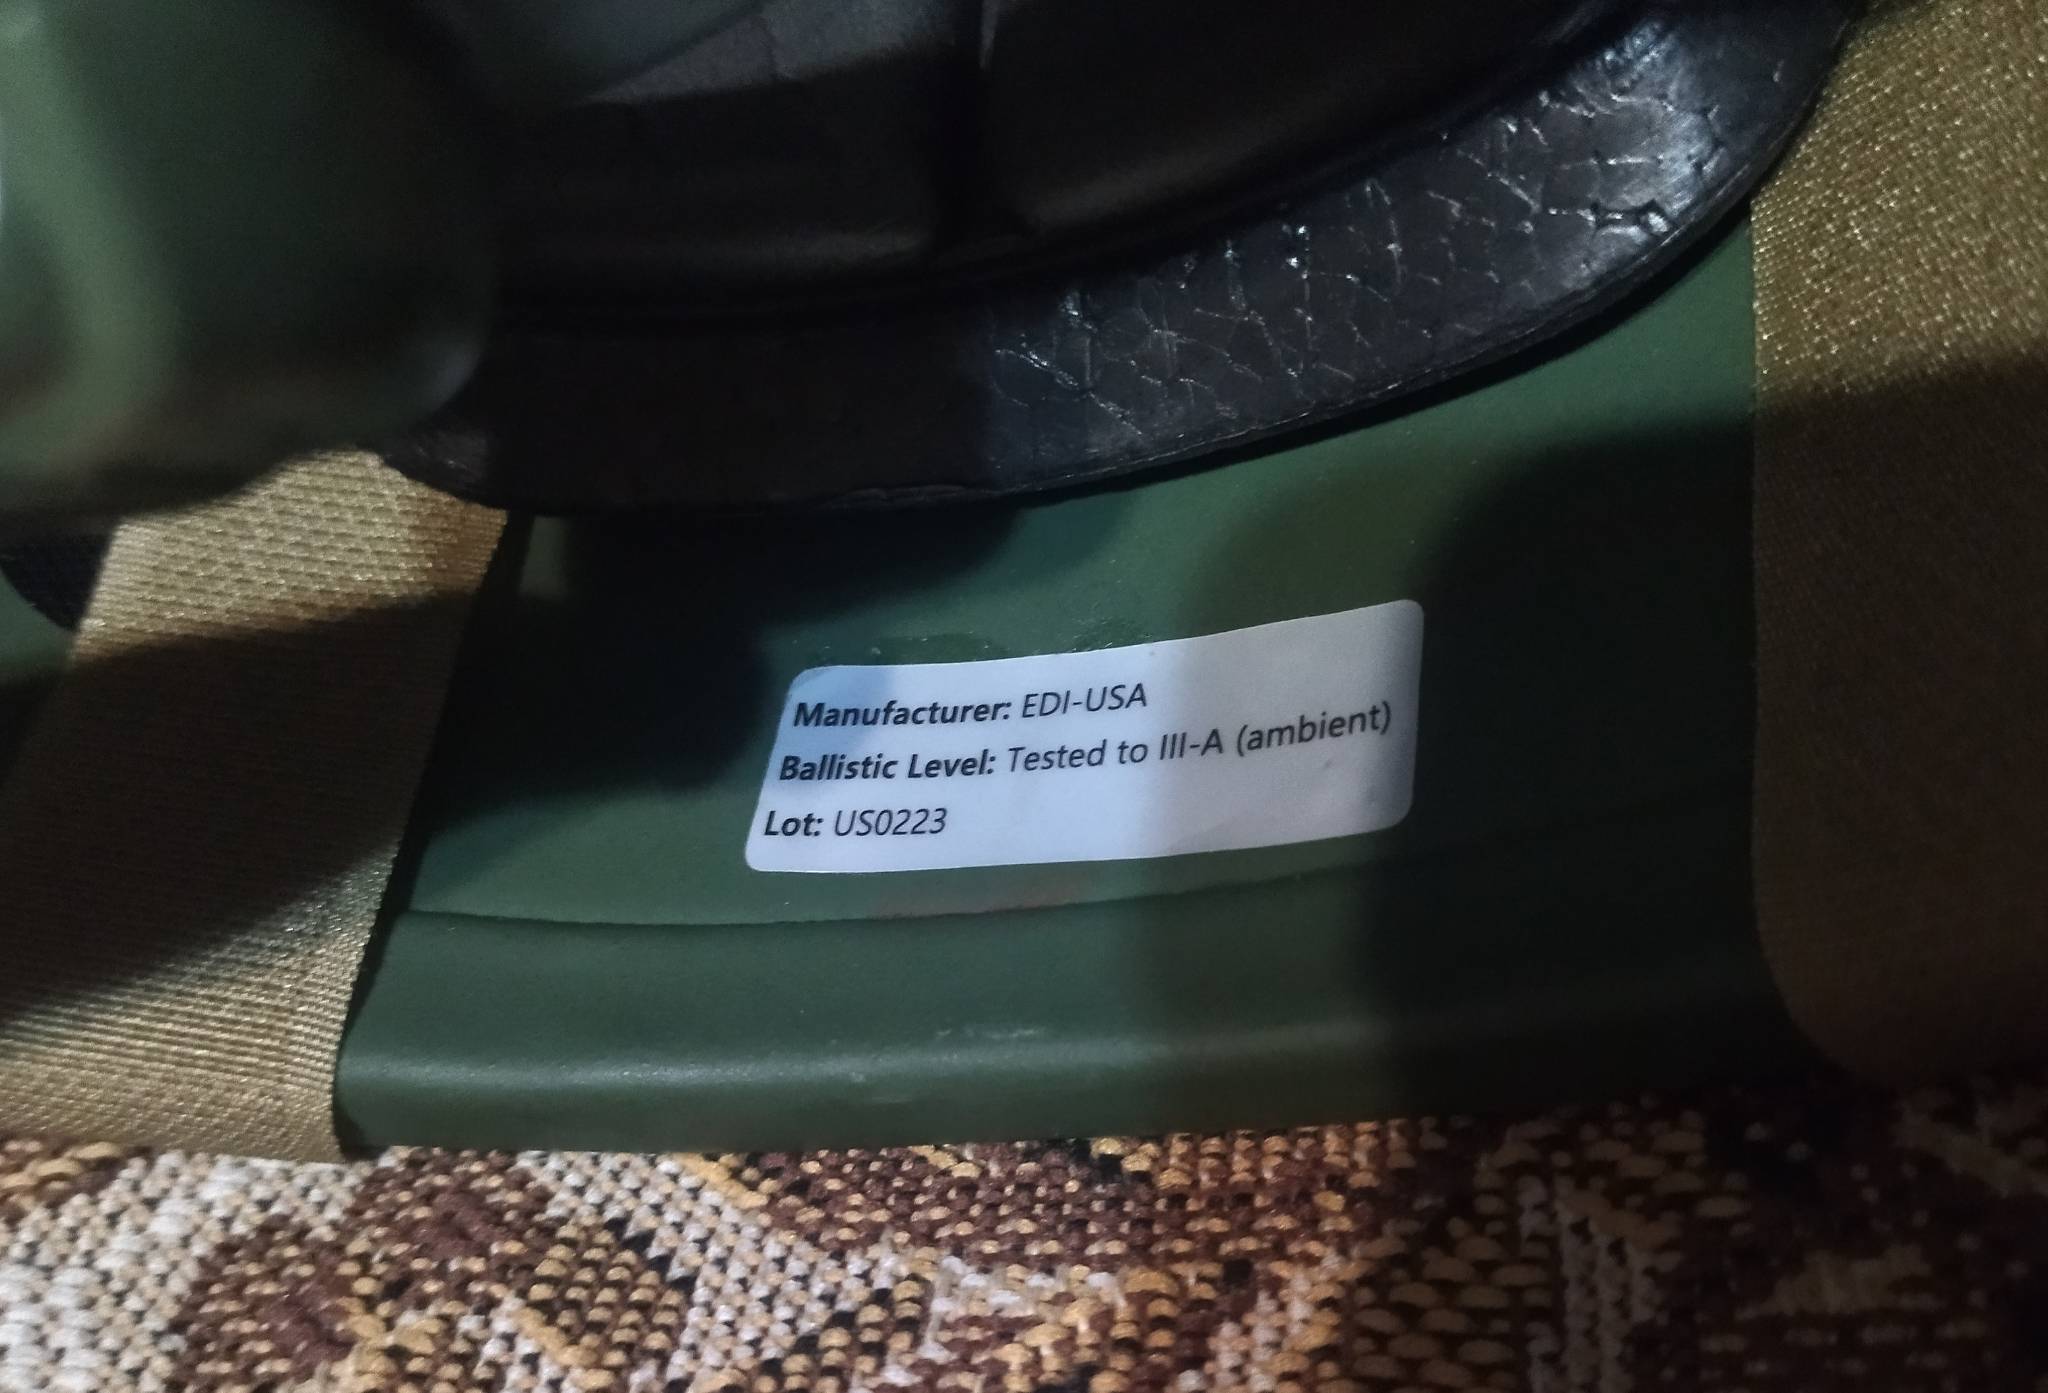 Manufacturer: EDI-USA
Ballistic Level: Tested to III-A (ambient)
Lot: US0223